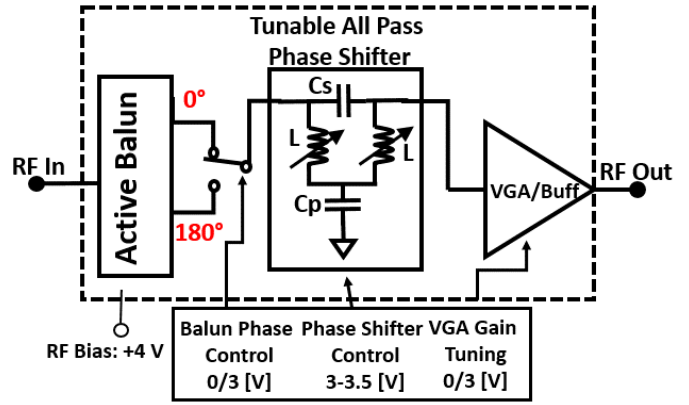 Tunable All Pass
Phase Shifter
Active Balun
0°
180°
RF In
Cs
L
L
Cp
VGA/Buff
RF Out
RF Bias: +4 V
Balun Phase
Control
0/3 [V]
Phase Shifter
Control
3-3.5 [V]
VGA Gain
Tuning
0/3 [V]